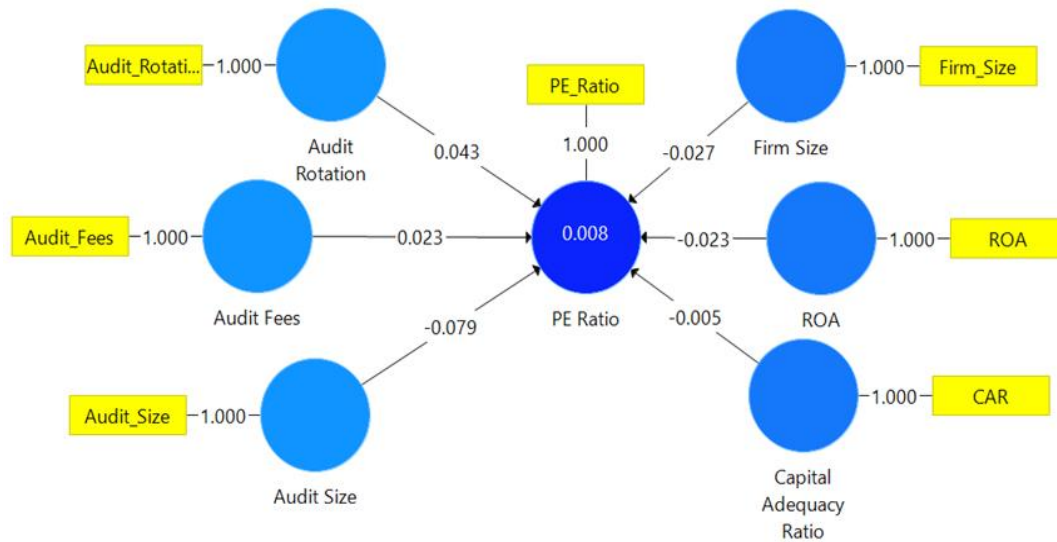 Audit_Rotati...
1.000
Audit
Rotation
0.043
PE_Ratio
1.000
Firm_Size
1.000
Firm Size
-0.027
Audit_Fees
1.000
Audit Fees
0.023
0.008
PE Ratio
-0.023
ROA
1.000
ROA
Audit_Size
1.000
Audit Size
-0.079
-0.005
1.000
CAR
Capital
Adequacy
Ratio